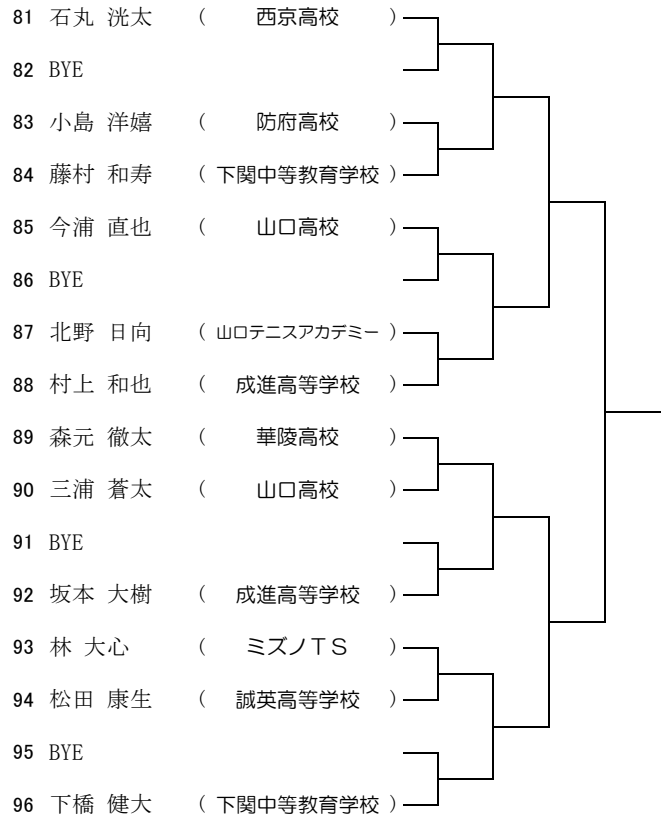 81 石丸 洸太 ( 西京高校 )
82 BYE
83 小島 洋嬉 ( 防府高校 )
84 藤村 和寿 ( 下関中等教育学校 )
85 今浦 直也 ( 山口高校 )
86 BYE
87 北野 日向 ( 山口テニスアカデミー )
88 村上 和也 ( 成進高等学校 )
89 森元 徹太 ( 華陵高校 )
90 三浦 蒼太 ( 山口高校 )
91 BYE
92 坂本 大樹 ( 成進高等学校 )
93 林 大心 ( ミズノTS )
94 松田 康生 ( 誠英高等学校 )
95 BYE
96 下橋 健大 ( 下関中等教育学校 )